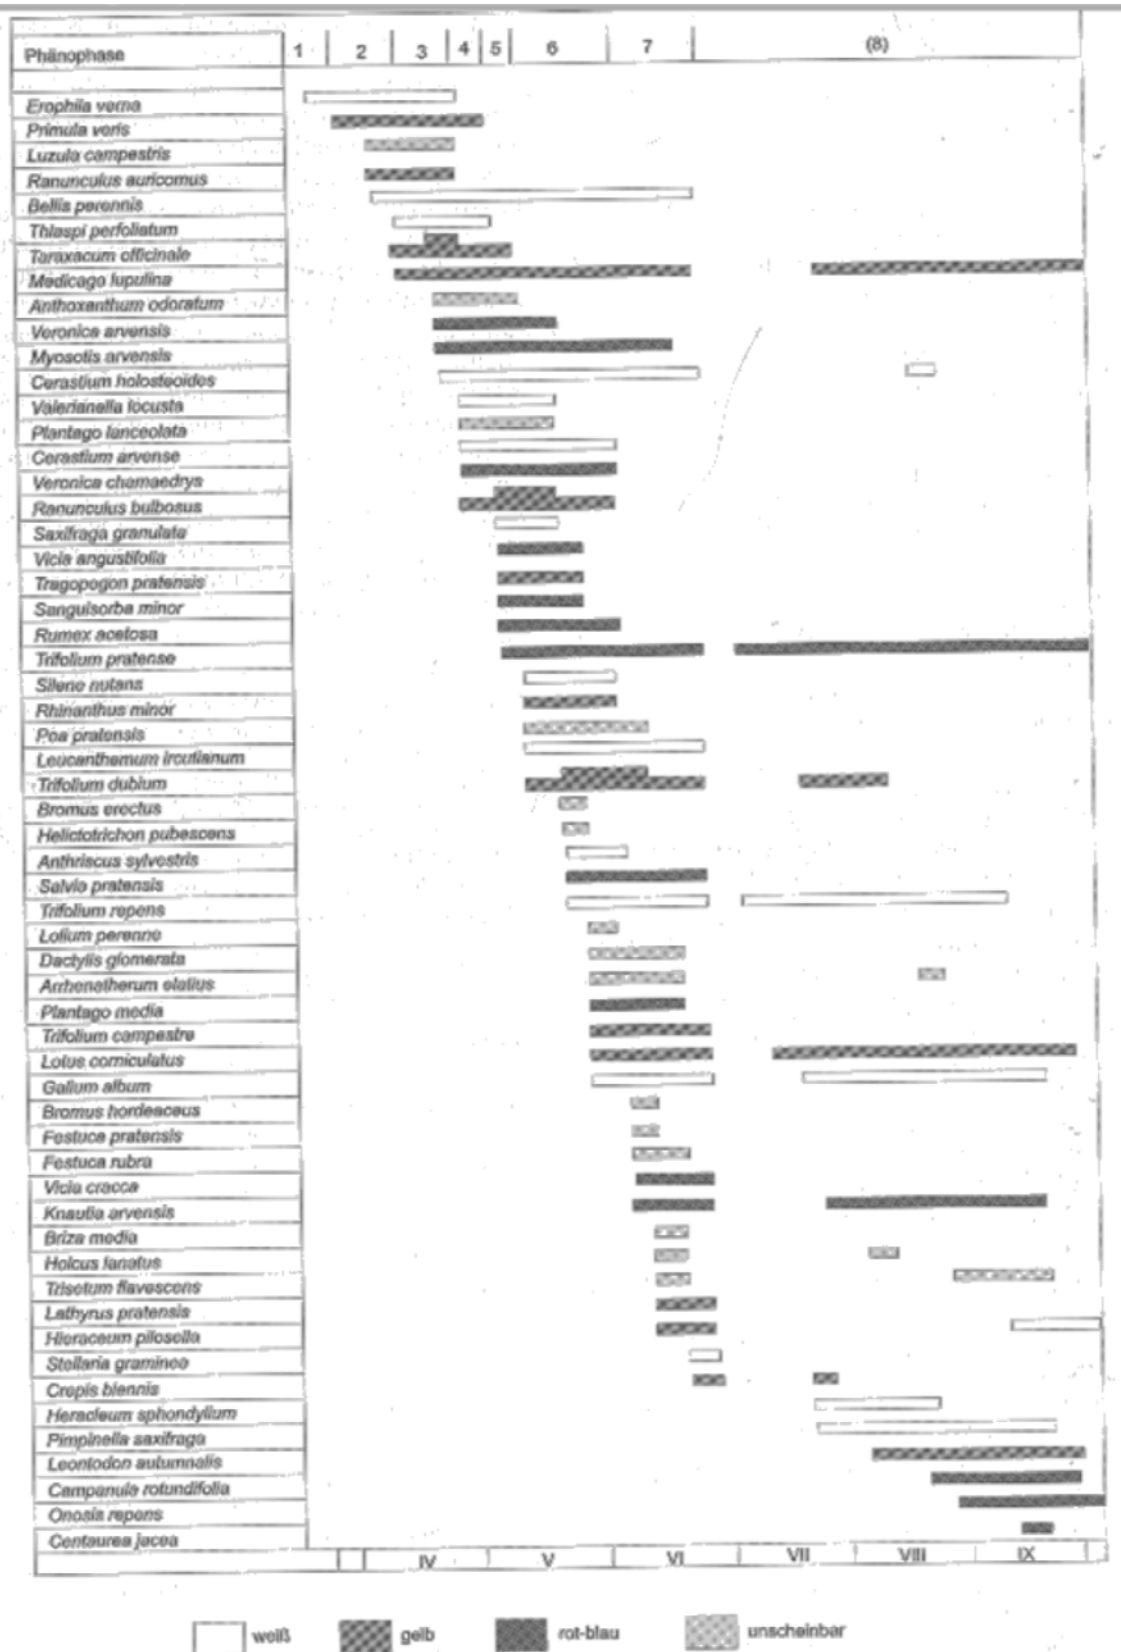 Phänophase 1 2 3 4 5 6 7 (8)
Erophila verna
Primula veris
Luzula campestris
Ranunculus auricomus
Bellis perennis
Thlaspi perfoliatum
Taraxacum officinale
Medicago lupulina
Anthoxanthum odoratum
Veronica arvensis
Myosotis arvensis
Cerastium holosteoides
Valerianella locusta
Plantago lanceolata
Cerastium arvense
Veronica chamaedrys
Ranunculus bulbosus
Saxifraga granulata
Vicia angustifolia
Tragopogon pratensis
Sanguisorba minor
Rumex acetosa
Trifolium pratense
Silene nutans
Rhinanthus minor
Poa pratensis
Leucanthemum ircutianum
Trifolium dubium
Bromus erectus
Helictotrichon pubescens
Anthriscus sylvestris
Salvia pratensis
Trifolium repens
Lolium perenne
Dactylis glomerata
Arrhenatherum elatius
Plantago media
Trifolium campestre
Lotus corniculatus
Galium album
Bromus hordeaceus
Festuca pratensis
Festuca rubra
Vicia cracca
Knautia arvensis
Briza media
Holcus lanatus
Trisetum flavescens
Lathyrus pratensis
Hieraceum pilosella
Stellaria graminea
Crepis biennis
Heracleum sphondylium
Pimpinella saxifraga
Leontodon autumnalis
Campanula rotundifolia
Onosis repens
Centaurea jacea
IV V VI VII VIII IX
weiß gelb rot-blau unscheinbar